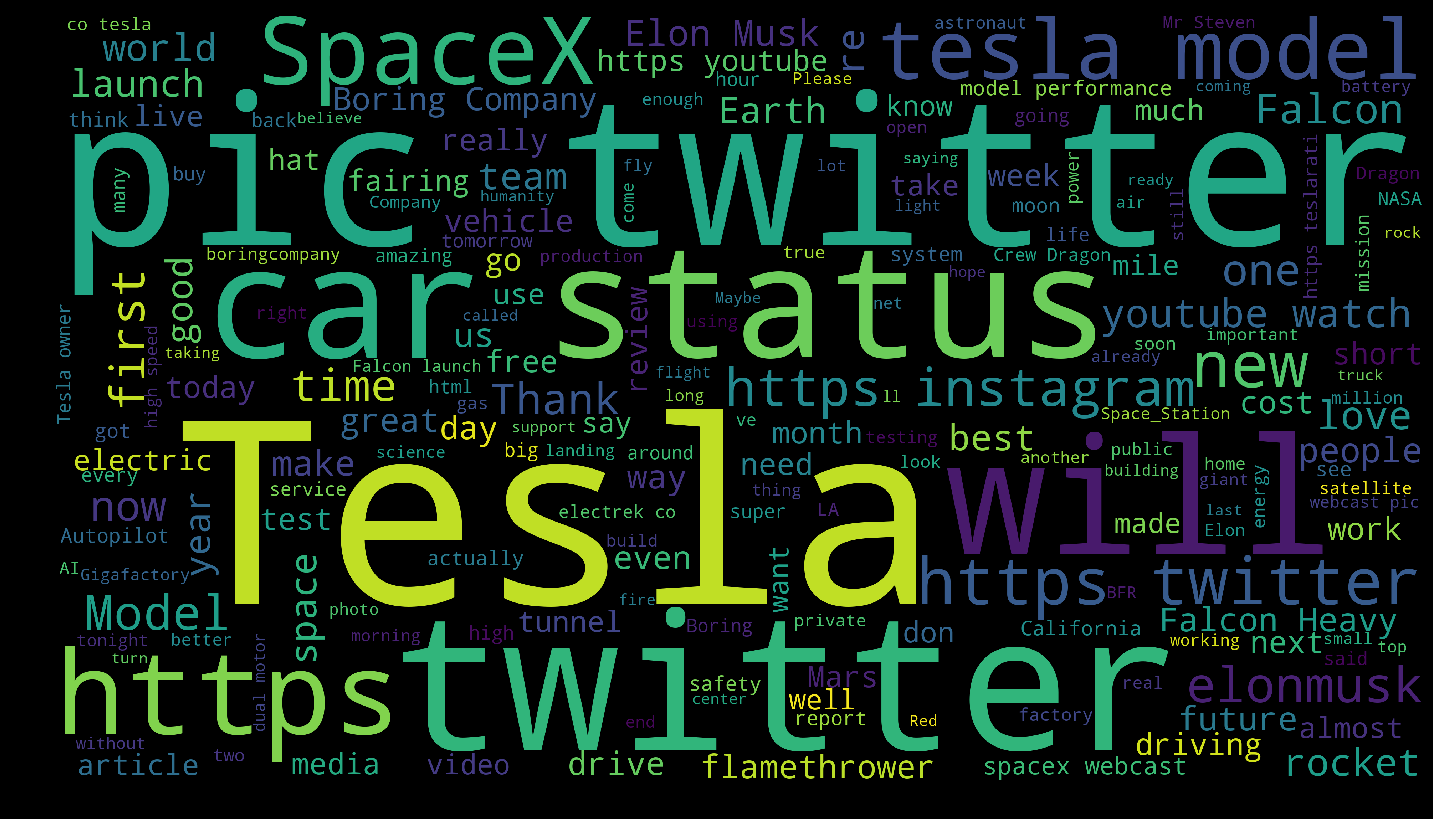 co tesla
world
SpaceX
Elon Musk
re
tesla model
astronaut
Mr Steven
https youtube
launch
hour
Please
model performance
coming
battery
Boring Company
enough
Earth
know
much
Falcon
think
live
back
believe
pic twitter
really
open
going
hat
many
buy
fairing
team
fly
lot
saying
take
week
power
ready
https teslarati
Dragon
Company
humanity
come
light
moon
air
still
NASA
vehicle
tomorrow
life
mission
rock
boringcompany
amazing
go
production
true
system
Crew Dragon
mile
one
hope
first
good
car
status
use
review
Maybe
net
youtube watch
Tesla owner
high speed
right
called
us
using
important
soon
already
short
taking
Falcon launch
free
flight
new
truck
today
time
html
gas
Thank
https instagram
long
ll
cost
million
love
got
great
day
support
say
ve
month
testing
best
Space_Station
electric
every
make
science
big
landing
around
need
look
another
public
people
see
building
home
giant
energy
satellite
webcast pic
service
way
thing
now
year
test
Tesla
electrek co
super
LA
will
made
last
Elon
work
Autopilot
build
actually
even
want
AI
Gigafactory
space
https twitter
BFR
Model
photo
fire
tunnel
Boring
private
don
California
Falcon Heavy
tonight
better
morning
high
working
next
small
top
turn
dual motor
said
https
twitter
safety
center
Mars
well
report
Red
real
elonmusk
end
factory
future
almost
without
two
driving
article
media
video
drive
flamethrower
spacex webcast
rocket